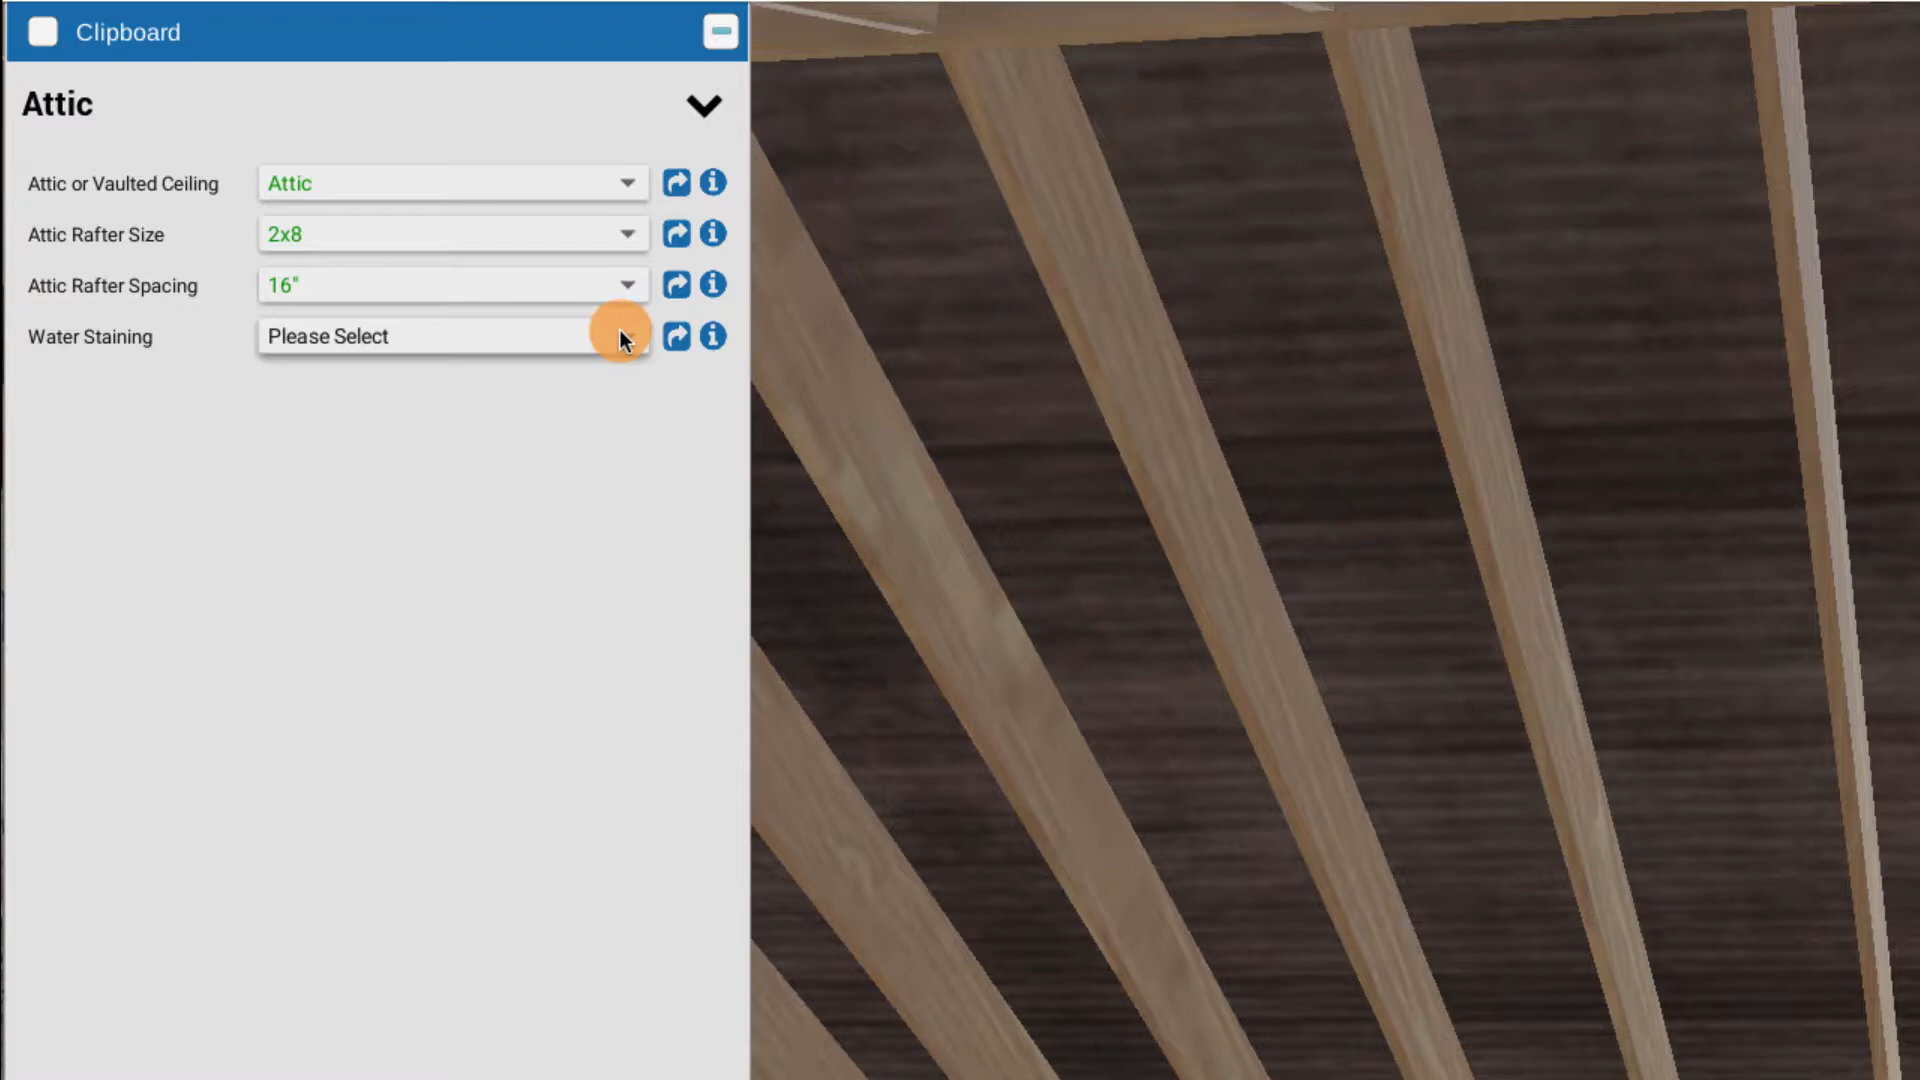 Clipboard
Attic
Attic or Vaulted Ceiling Attic
Attic Rafter Size 2x8
Attic Rafter Spacing 16"
Water Staining Please Select